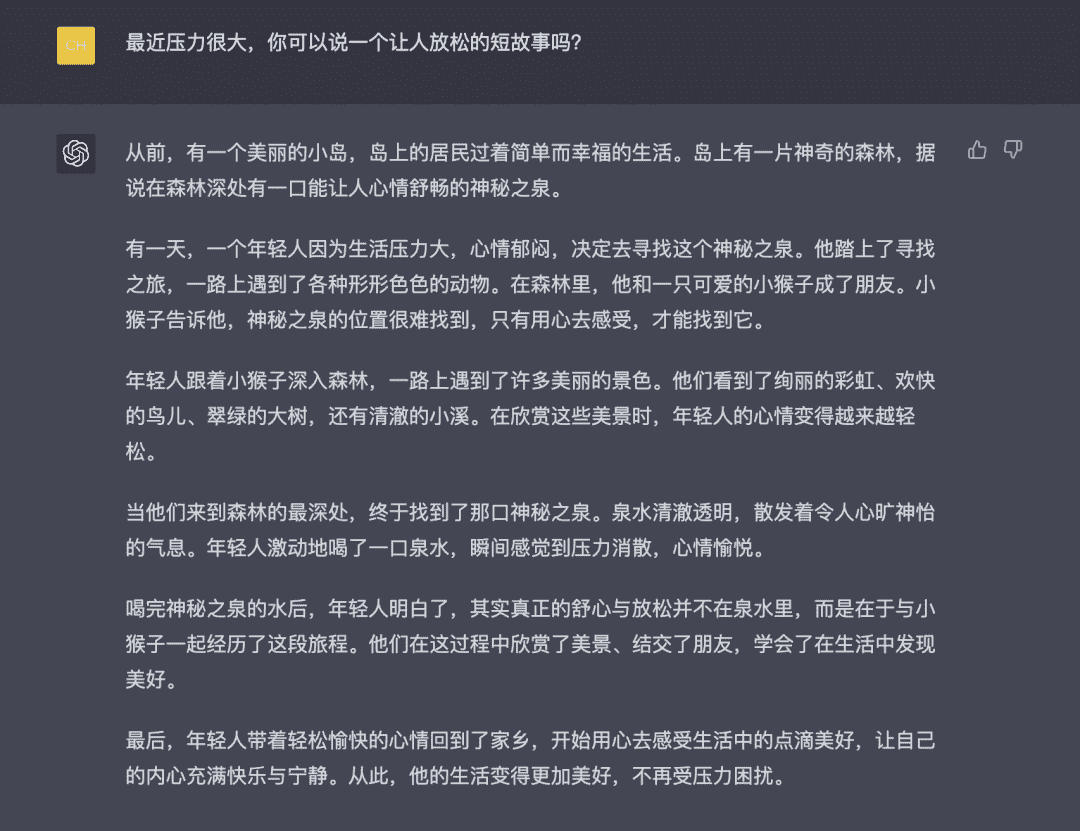 CH
最近压力很大，你可以说一个让人放松的短故事吗？
从前，有一个美丽的小岛，岛上的居民过着简单而幸福的生活。岛上有一片神奇的森林，据
说在森林深处有一口能让人心情舒畅的神秘之泉。
有一天，一个年轻人因为生活压力大，心情郁闷，决定去寻找这个神秘之泉。他踏上了寻找
之旅，一路上遇到了各种形形色色的动物。在森林里，他和一只可爱的小猴子成了朋友。小
猴子告诉他，神秘之泉的位置很难找到，只有用心去感受，才能找到它。
年轻人跟着小猴子深入森林，一路上遇到了许多美丽的景色。他们看到了绚丽的彩虹、欢快
的鸟儿、翠绿的大树，还有清澈的小溪。在欣赏这些美景时，年轻人的心情变得越来越轻
松。
当他们来到森林的最深处，终于找到了那口神秘之泉。泉水清澈透明，散发着令人心旷神怡
的气息。年轻人激动地喝了一口泉水，瞬间感觉到压力消散，心情愉悦。
喝完神秘之泉的水后，年轻人明白了，其实真正的舒心与放松并不在泉水里，而是在于与小
猴子一起经历了这段旅程。他们在这过程中欣赏了美景、结交了朋友，学会了在生活中发现
美好。
最后，年轻人带着轻松愉快的心情回到了家乡，开始用心去感受生活中的点滴美好，让自己
的内心充满快乐与宁静。从此，他的生活变得更加美好，不再受压力困扰。